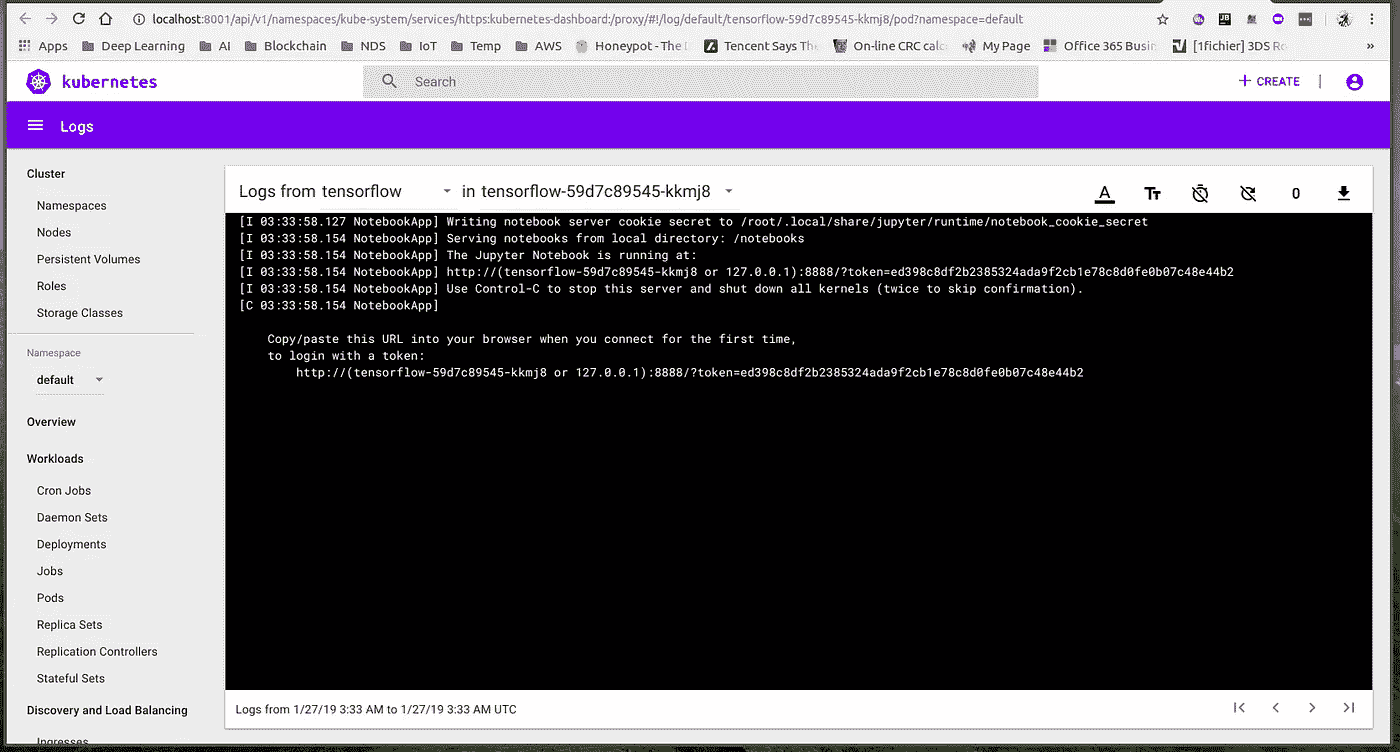 localhost:8001/api/v1/namespaces/kube-system/services/https:kubernetes-dashboard:/proxy/#!/log/default/tensorflow-59d7c89545-kkmj8/pod?namespace=default
Apps Deep Learning AI Blockchain NDS IoT Temp AWS Honeypot - The Tencent Says The On-line CRC calc My Page Office 365 Busin [1fichier] 3DS Ro »
kubernetes Search + CREATE
Logs
Cluster
Namespaces
Nodes
Persistent Volumes
Roles
Storage Classes
Namespace
default
Overview
Workloads
Cron Jobs
Daemon Sets
Deployments
Jobs
Pods
Replica Sets
Replication Controllers
Stateful Sets
Discovery and Load Balancing
Ingresses
Logs from tensorflow in tensorflow-59d7c89545-kkmj8 0
[I 03:33:58.127 NotebookApp] Writing notebook server cookie secret to /root/.local/share/jupyter/runtime/notebook_cookie_secret
[I 03:33:58.154 NotebookApp] Serving notebooks from local directory: /notebooks
[I 03:33:58.154 NotebookApp] The Jupyter Notebook is running at:
[I 03:33:58.154 NotebookApp] http://(tensorflow-59d7c89545-kkmj8 or 127.0.0.1):8888/?token=ed398c8df2b2385324ada9f2cb1e78c8d0fe0b07c48e44b2
[I 03:33:58.154 NotebookApp] Use Control-C to stop this server and shut down all kernels (twice to skip confirmation).
[C 03:33:58.154 NotebookApp]
Copy/paste this URL into your browser when you connect for the first time,
to login with a token:
http://(tensorflow-59d7c89545-kkmj8 or 127.0.0.1):8888/?token=ed398c8df2b2385324ada9f2cb1e78c8d0fe0b07c48e44b2
Logs from 1/27/19 3:33 AM to 1/27/19 3:33 AM UTC